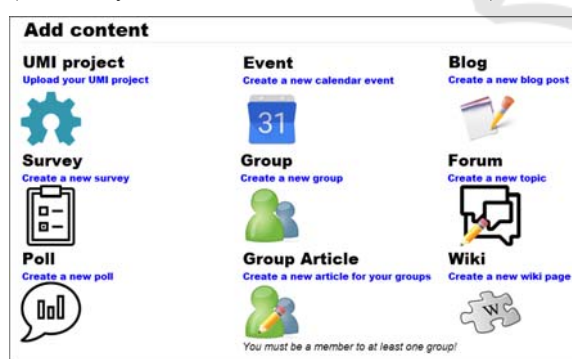 Add content
UMI project
Upload your UMI project
Event
Create a new calendar event
31
Blog
Create a new blog post
Survey
Create a new survey
Group
Create a new group
Forum
Create a new topic
Poll
Create a new poll
Group Article
Create a new article for your groups
You must be a member to at least one group!
Wiki
Create a new wiki page
W